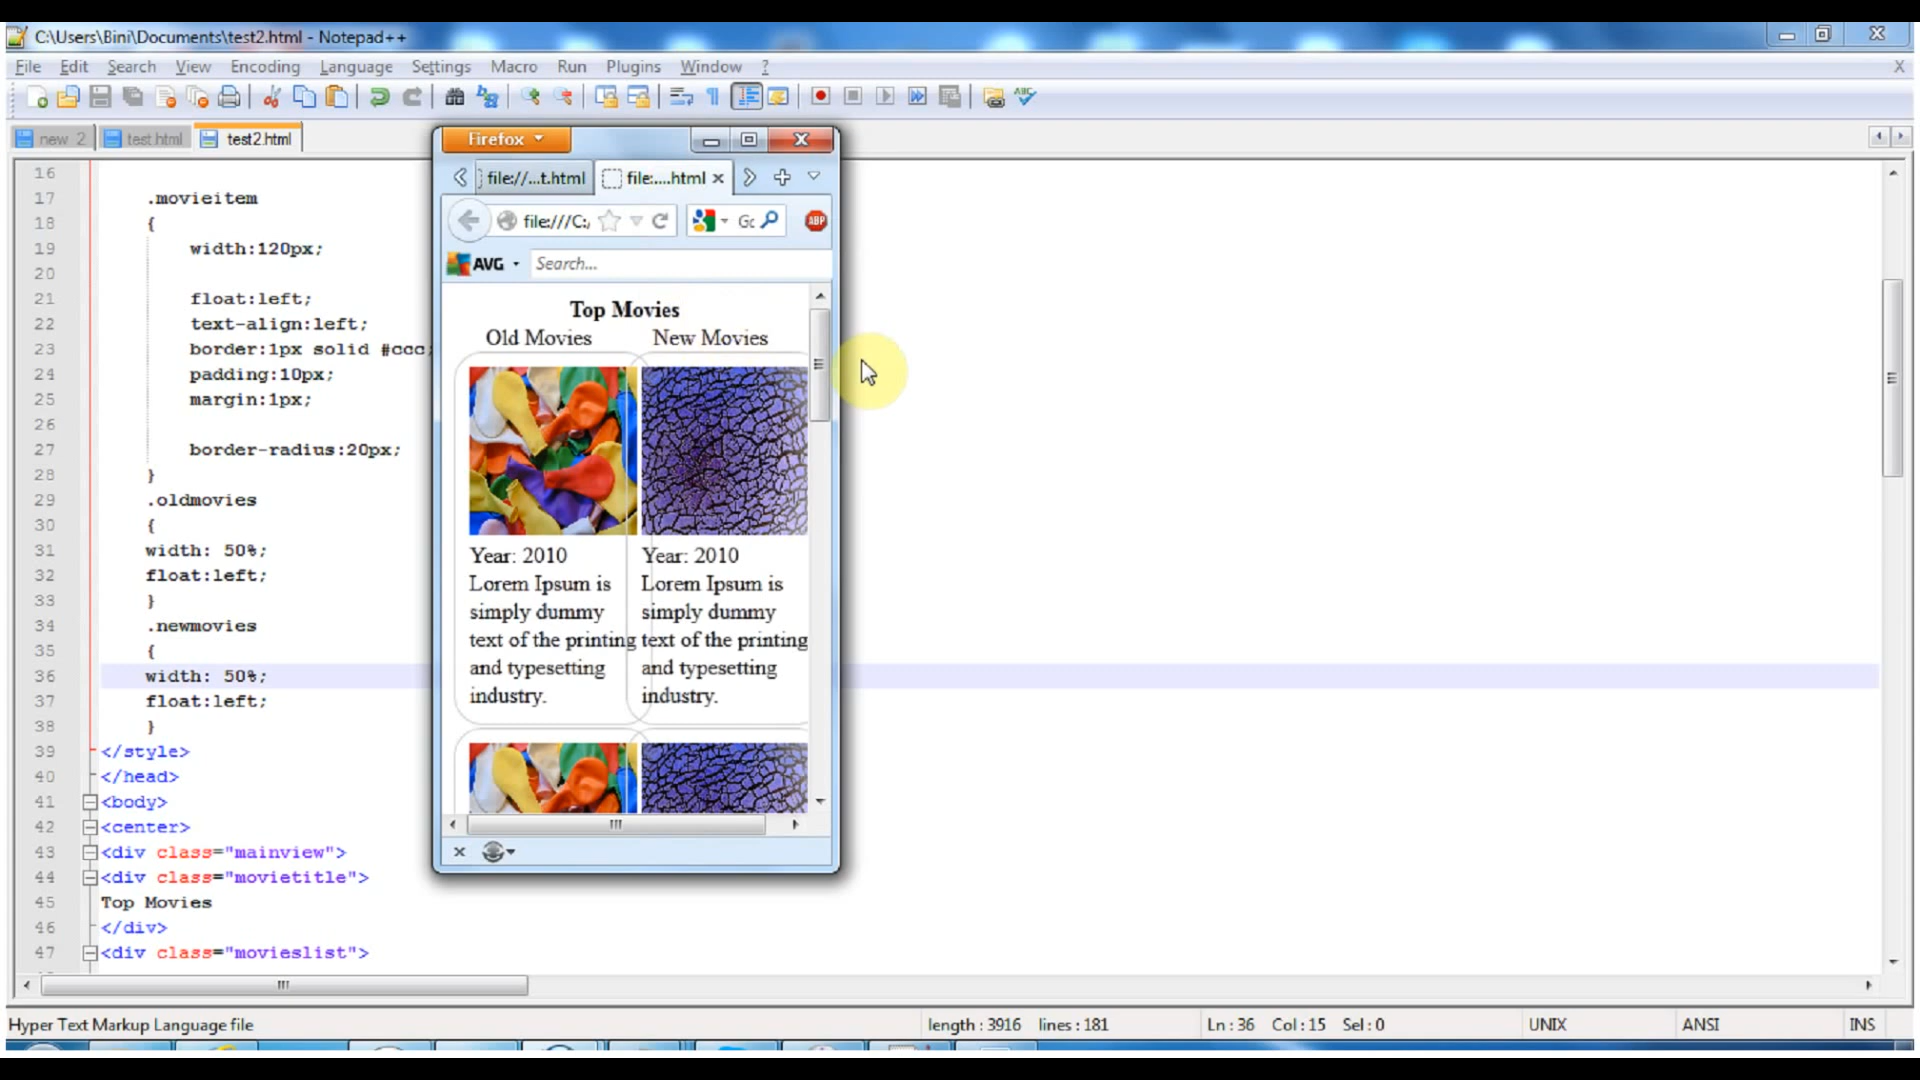 C:\Users\Bini\Documents\test2.html - Notepad++
File Edit Search View Encoding Language Settings Macro Run Plugins Window ?
X
new 2 test.html test2.html
16
17 .movieitem
18 {
19 width:120px;
20
21 float:left;
22 text-align:left;
23 border:1px solid #ccc;
24 padding:10px;
25 margin:1px;
26
27 border-radius:20px;
28 }
29 .oldmovies
30 {
31 width: 50%;
32 float:left;
33 }
34 .newmovies
35 {
36 width: 50%;
37 float:left;
38 }
39 </style>
40 </head>
41 <body>
42 <center>
43 <div class="mainview">
44 <div class="movietitle">
45 Top Movies
46 </div>
47 <div class="movieslist">
Firefox
file://...t.html file:....html
file:///C: Go ABP
AVG Search...
Top Movies
Old Movies New Movies
Year: 2010 Year: 2010
Lorem Ipsum is Lorem Ipsum is
simply dummy simply dummy
text of the printing text of the printing
and typesetting and typesetting
industry. industry.
Hyper Text Markup Language file length : 3916 lines : 181 Ln : 36 Col : 15 Sel : 0 UNIX ANSI INS